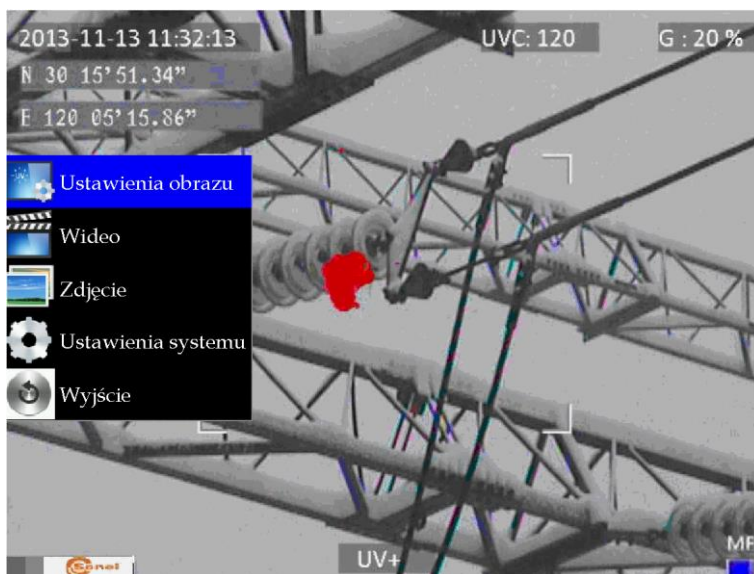 2013-11-13 11:32:13
UVC: 120
G : 20 %
N 30 15'51.34"
E 120 05'15.86"
Ustawienia obrazu
Wideo
Zdjęcie
Ustawienia systemu
Wyjście
Sonel
UV+
MF